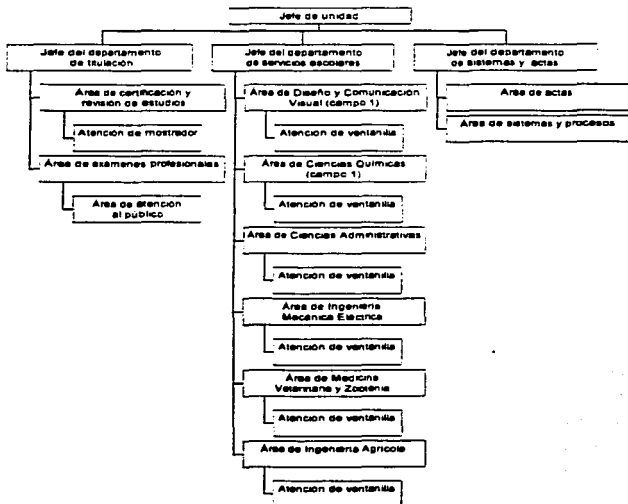 Jefe de unidad
Jefe del departamento
de titulación
Jefe del departamento
de servicios escolares
Jefe del departamento
de sistemas y actas
Área de certificación y
revisión de estudios
Atención de mostrador
Área de exámenes profesionales
Área de atención
al público
Área de Diseño y Comunicación
Visual (campo 1)
Atención de ventanilla
Área de Ciencias Químicas
(campo 1)
Atención de ventanilla
Área de Ciencias Administrativas
Atención de ventanilla
Área de Ingeniería
Mecánica Eléctrica
Atención de ventanilla
Área de Medicina
Veterinaria y Zootenia
Atención de ventanilla
Área de Ingeniería Agrícola
Atención de ventanilla
Área de actas
Área de sistemas y procesos